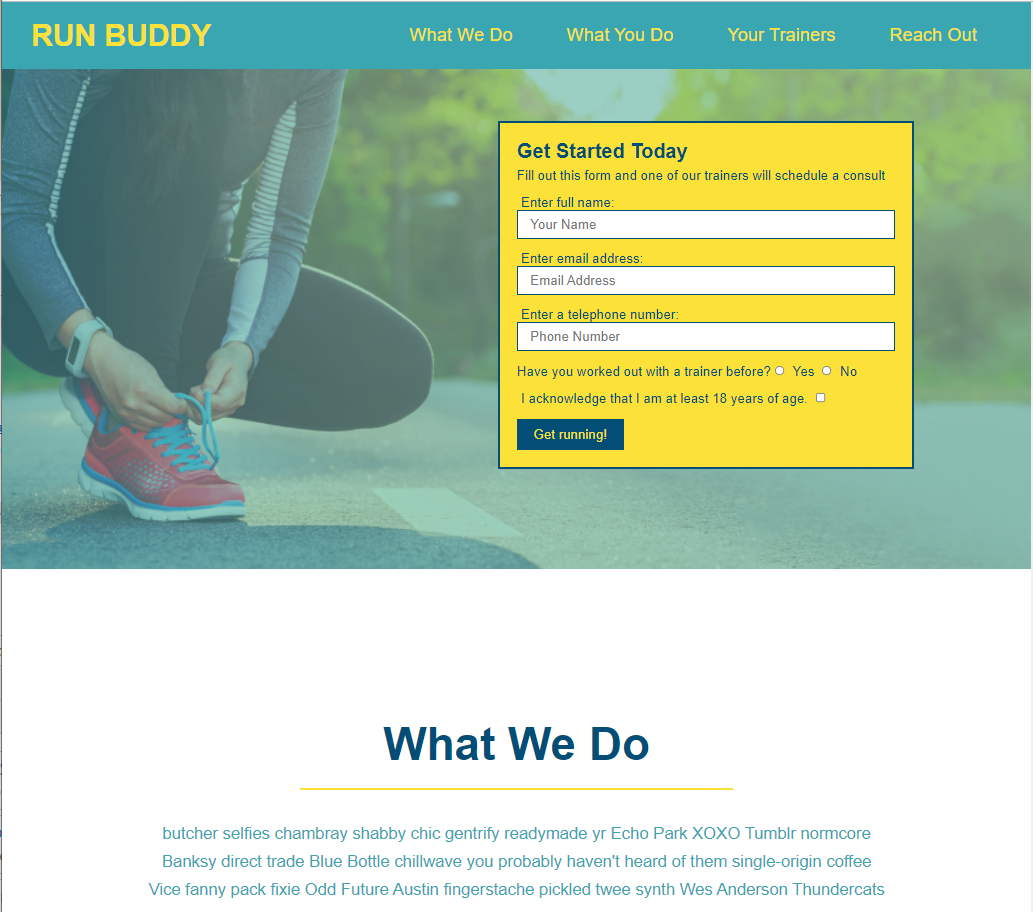 RUN BUDDY
What We Do What You Do Your Trainers Reach Out
Get Started Today
Fill out this form and one of our trainers will schedule a consult
Enter full name:
Your Name
Enter email address:
Email Address
Enter a telephone number:
Phone Number
Have you worked out with a trainer before? Yes No
I acknowledge that I am at least 18 years of age.
Get running!
What We Do
butcher selfies chambray shabby chic gentrify readymade yr Echo Park XOXO Tumblr normcore
Banksy direct trade Blue Bottle chillwave you probably haven't heard of them single-origin coffee
Vice fanny pack fixie Odd Future Austin fingerstache pickled twee synth Wes Anderson Thundercats